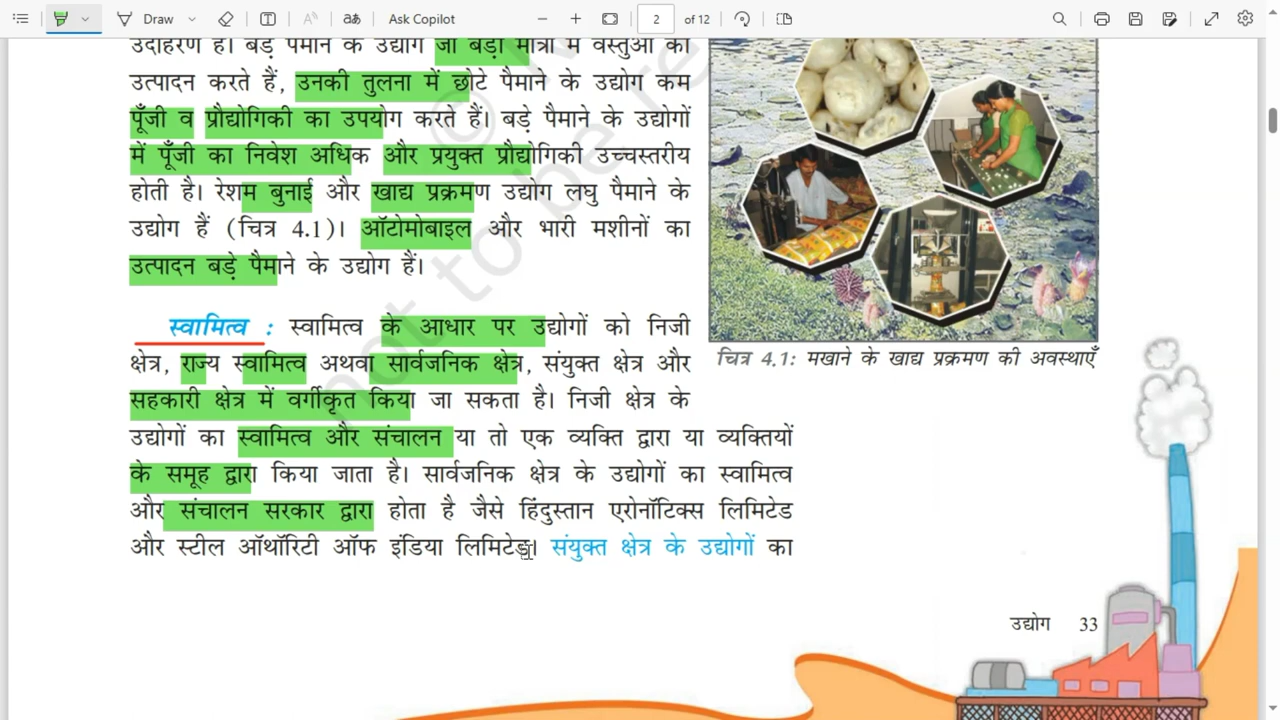 Draw
Ask Copilot
2 of 12
उदाहरण हैं। बड़े पैमाने के उद्योग जो बड़ी मात्रा में वस्तुओं का
उत्पादन करते हैं, उनकी तुलना में छोटे पैमाने के उद्योग कम
पूँजी व प्रौद्योगिकी का उपयोग करते हैं। बड़े पैमाने के उद्योगों
में पूँजी का निवेश अधिक और प्रयुक्त प्रौद्योगिकी उच्चस्तरीय
होती है। रेशम बुनाई और खाद्य प्रक्रमण उद्योग लघु पैमाने के
उद्योग हैं (चित्र 4.1)। ऑटोमोबाइल और भारी मशीनों का
उत्पादन बड़े पैमाने के उद्योग हैं।
चित्र 4.1: मखाने के खाद्य प्रक्रमण की अवस्थाएँ
स्वामित्व : स्वामित्व के आधार पर उद्योगों को निजी
क्षेत्र, राज्य स्वामित्व अथवा सार्वजनिक क्षेत्र, संयुक्त क्षेत्र और
सहकारी क्षेत्र में वर्गीकृत किया जा सकता है। निजी क्षेत्र के
उद्योगों का स्वामित्व और संचालन या तो एक व्यक्ति द्वारा या व्यक्तियों
के समूह द्वारा किया जाता है। सार्वजनिक क्षेत्र के उद्योगों का स्वामित्व
और संचालन सरकार द्वारा होता है जैसे हिंदुस्तान एरोनॉटिक्स लिमिटेड
और स्टील ऑथॉरिटी ऑफ इंडिया लिमिटेड। संयुक्त क्षेत्र के उद्योगों का
उद्योग 33
not to be re